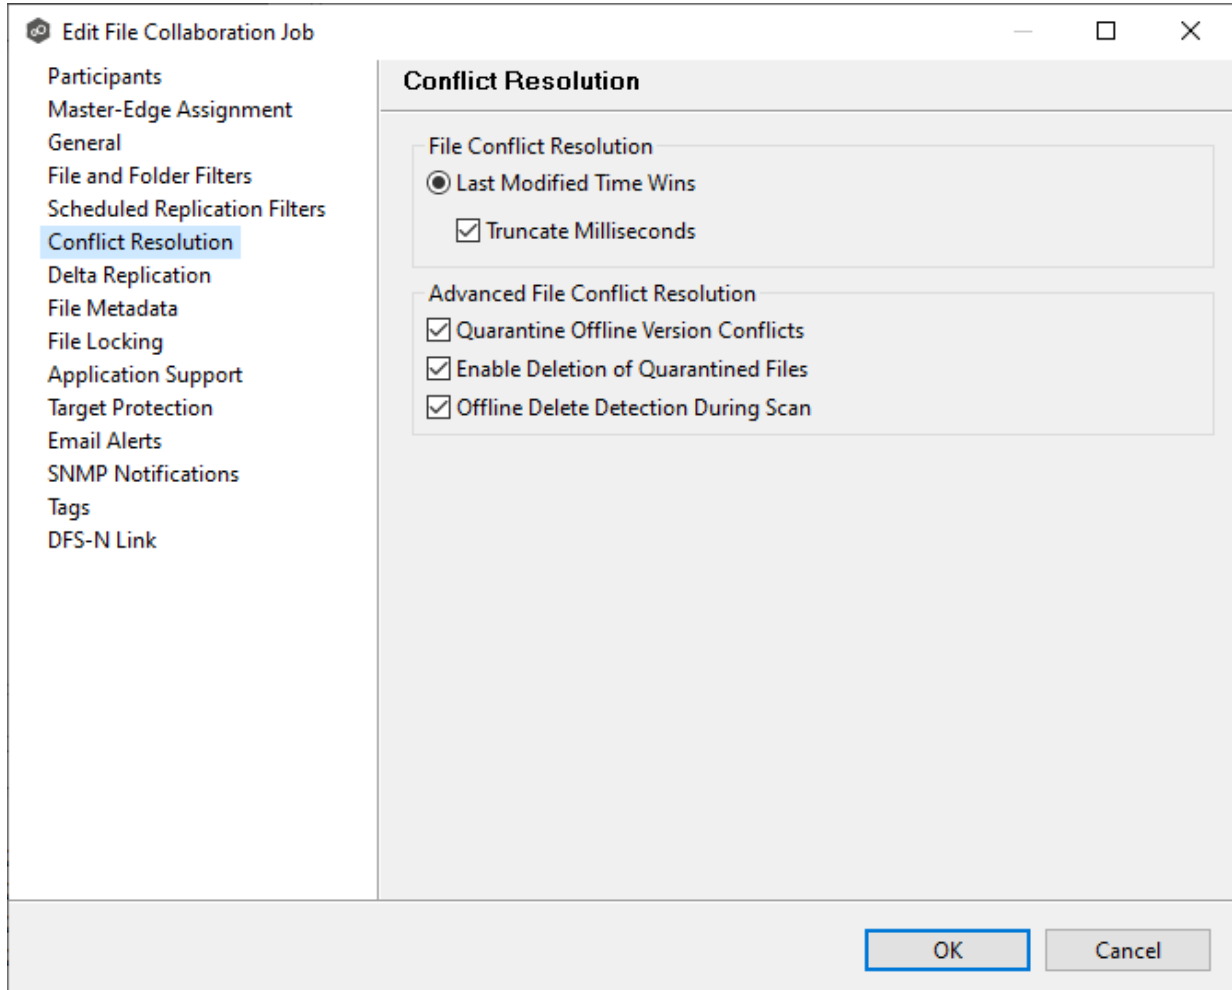 Edit File Collaboration Job
Participants
Master-Edge Assignment
General
File and Folder Filters
Scheduled Replication Filters
Conflict Resolution
Delta Replication
File Metadata
File Locking
Application Support
Target Protection
Email Alerts
SNMP Notifications
Tags
DFS-N Link
Conflict Resolution
File Conflict Resolution
Last Modified Time Wins
Truncate Milliseconds
Advanced File Conflict Resolution
Quarantine Offline Version Conflicts
Enable Deletion of Quarantined Files
Offline Delete Detection During Scan
OK
Cancel